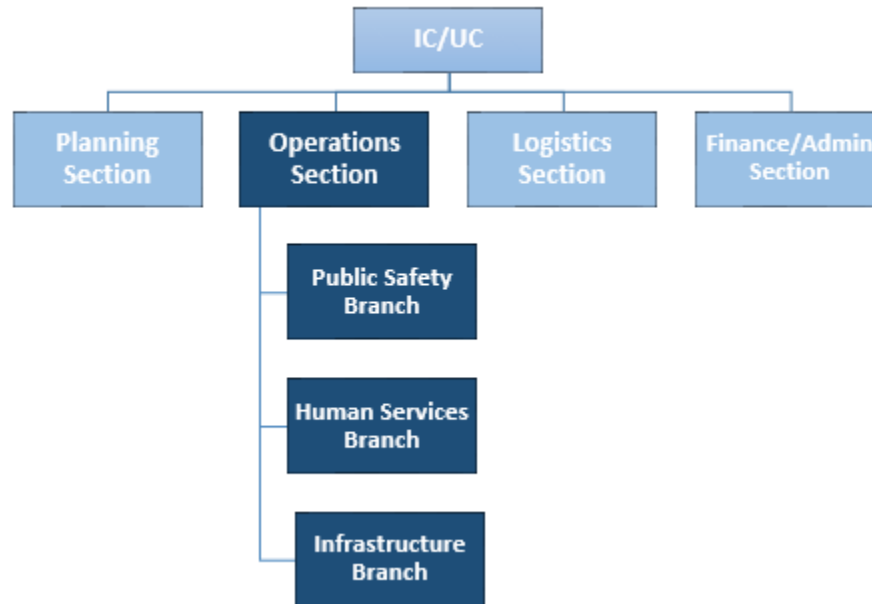 IC/UC
Planning
Section
Operations
Section
Logistics
Section
Finance/Admin
Section
Public Safety
Branch
Human Services
Branch
Infrastructure
Branch